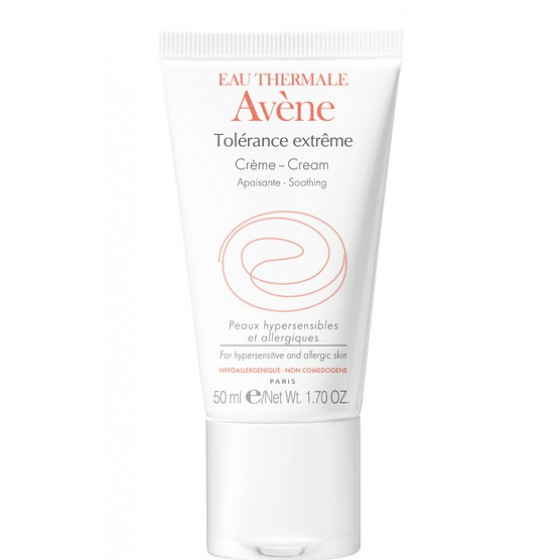 EAU THERMALE
Avène
Tolérance extrême
Crème – Cream
Apaisante - Soothing
Peaux hypersensibles
et allergiques
For hypersensitive and allergic skin
HYPOALLERGENIQUE - NON COMEDOGENE
PARIS
50 ml ℮/Net Wt. 1.70 OZ.